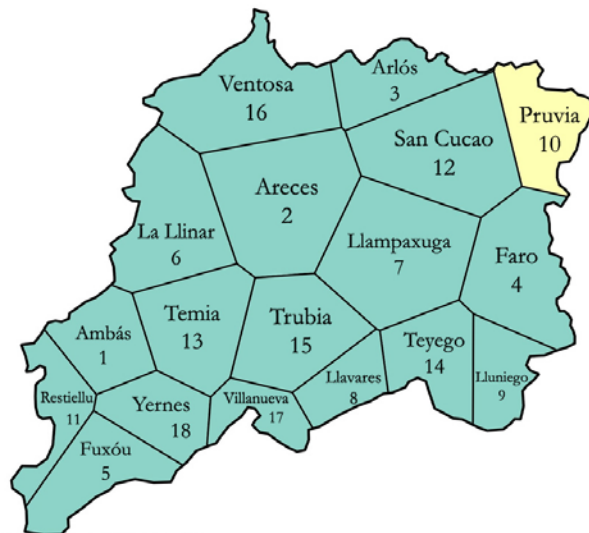 Arlós
3
Ventosa
16
Pruvia
10
San Cucao
12
Areces
2
La Llinar
6
Llampaxuga
7
Faro
4
Temia
13
Trubia
15
Ambás
1
Teyego
14
Lluniego
9
Llavares
8
Restiellu
11
Yernes
18
Villanueva
17
Fuxóu
5